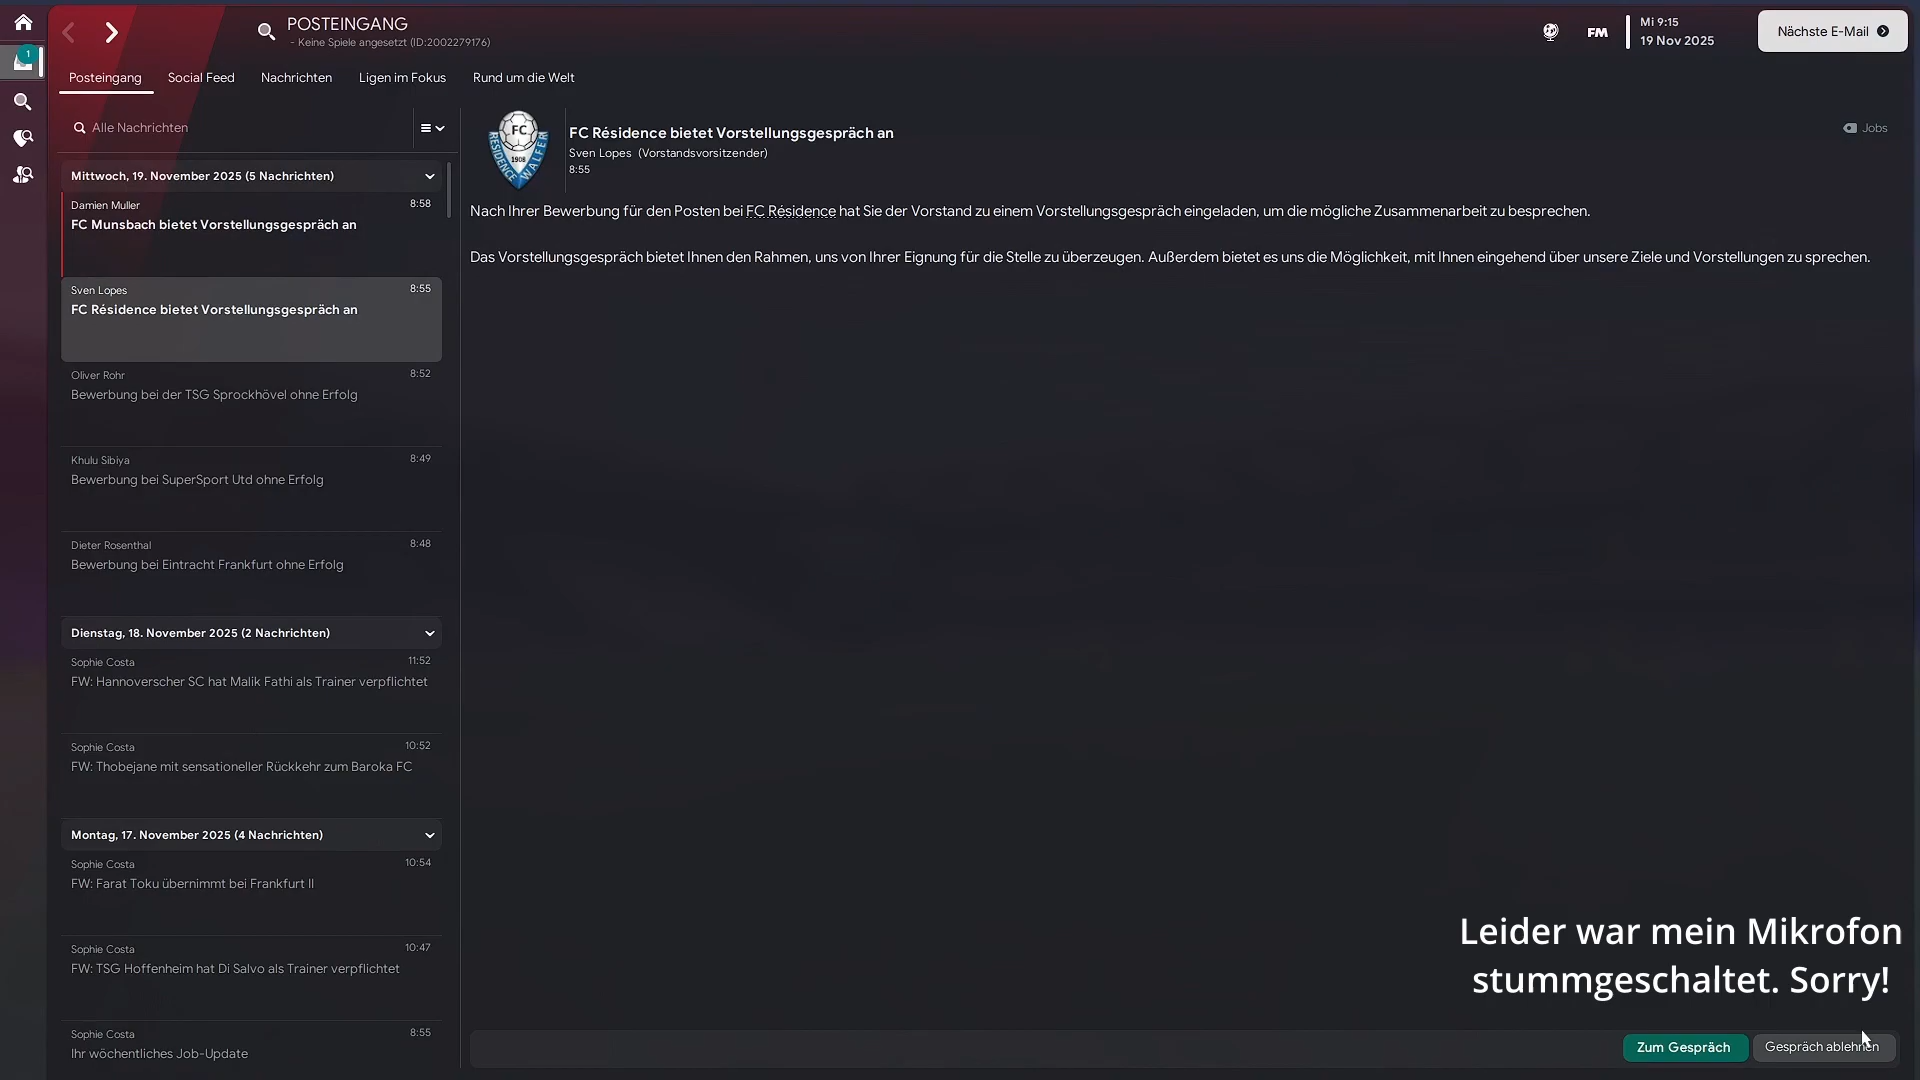 POSTEINGANG
- Keine Spiele angesetzt (ID:2002279176)
FM
Mi 9:15
19 Nov 2025
Nächste E-Mail
1
Posteingang
Social Feed
Nachrichten
Ligen im Fokus
Rund um die Welt
Alle Nachrichten
Mittwoch, 19. November 2025 (5 Nachrichten)
Damien Muller
8:58
FC Munsbach bietet Vorstellungsgespräch an
Sven Lopes
8:55
FC Résidence bietet Vorstellungsgespräch an
Oliver Rohr
8:52
Bewerbung bei der TSG Sprockhövel ohne Erfolg
Khulu Sibiya
8:49
Bewerbung bei SuperSport Utd ohne Erfolg
Dieter Rosenthal
8:48
Bewerbung bei Eintracht Frankfurt ohne Erfolg
Dienstag, 18. November 2025 (2 Nachrichten)
Sophie Costa
11:52
FW: Hannoverscher SC hat Malik Fathi als Trainer verpflichtet
Sophie Costa
10:52
FW: Thobejane mit sensationeller Rückkehr zum Baroka FC
Montag, 17. November 2025 (4 Nachrichten)
Sophie Costa
10:54
FW: Farat Toku übernimmt bei Frankfurt II
Sophie Costa
10:47
FW: TSG Hoffenheim hat Di Salvo als Trainer verpflichtet
Sophie Costa
8:55
Ihr wöchentliches Job-Update
FC
1908
RESIDENCE WALFER
FC Résidence bietet Vorstellungsgespräch an
Sven Lopes (Vorstandsvorsitzender)
8:55
Jobs
Nach Ihrer Bewerbung für den Posten bei FC Résidence hat Sie der Vorstand zu einem Vorstellungsgespräch eingeladen, um die mögliche Zusammenarbeit zu besprechen.
Das Vorstellungsgespräch bietet Ihnen den Rahmen, uns von Ihrer Eignung für die Stelle zu überzeugen. Außerdem bietet es uns die Möglichkeit, mit Ihnen eingehend über unsere Ziele und Vorstellungen zu sprechen.
Leider war mein Mikrofon
stummgeschaltet. Sorry!
Zum Gespräch
Gespräch ablehnen